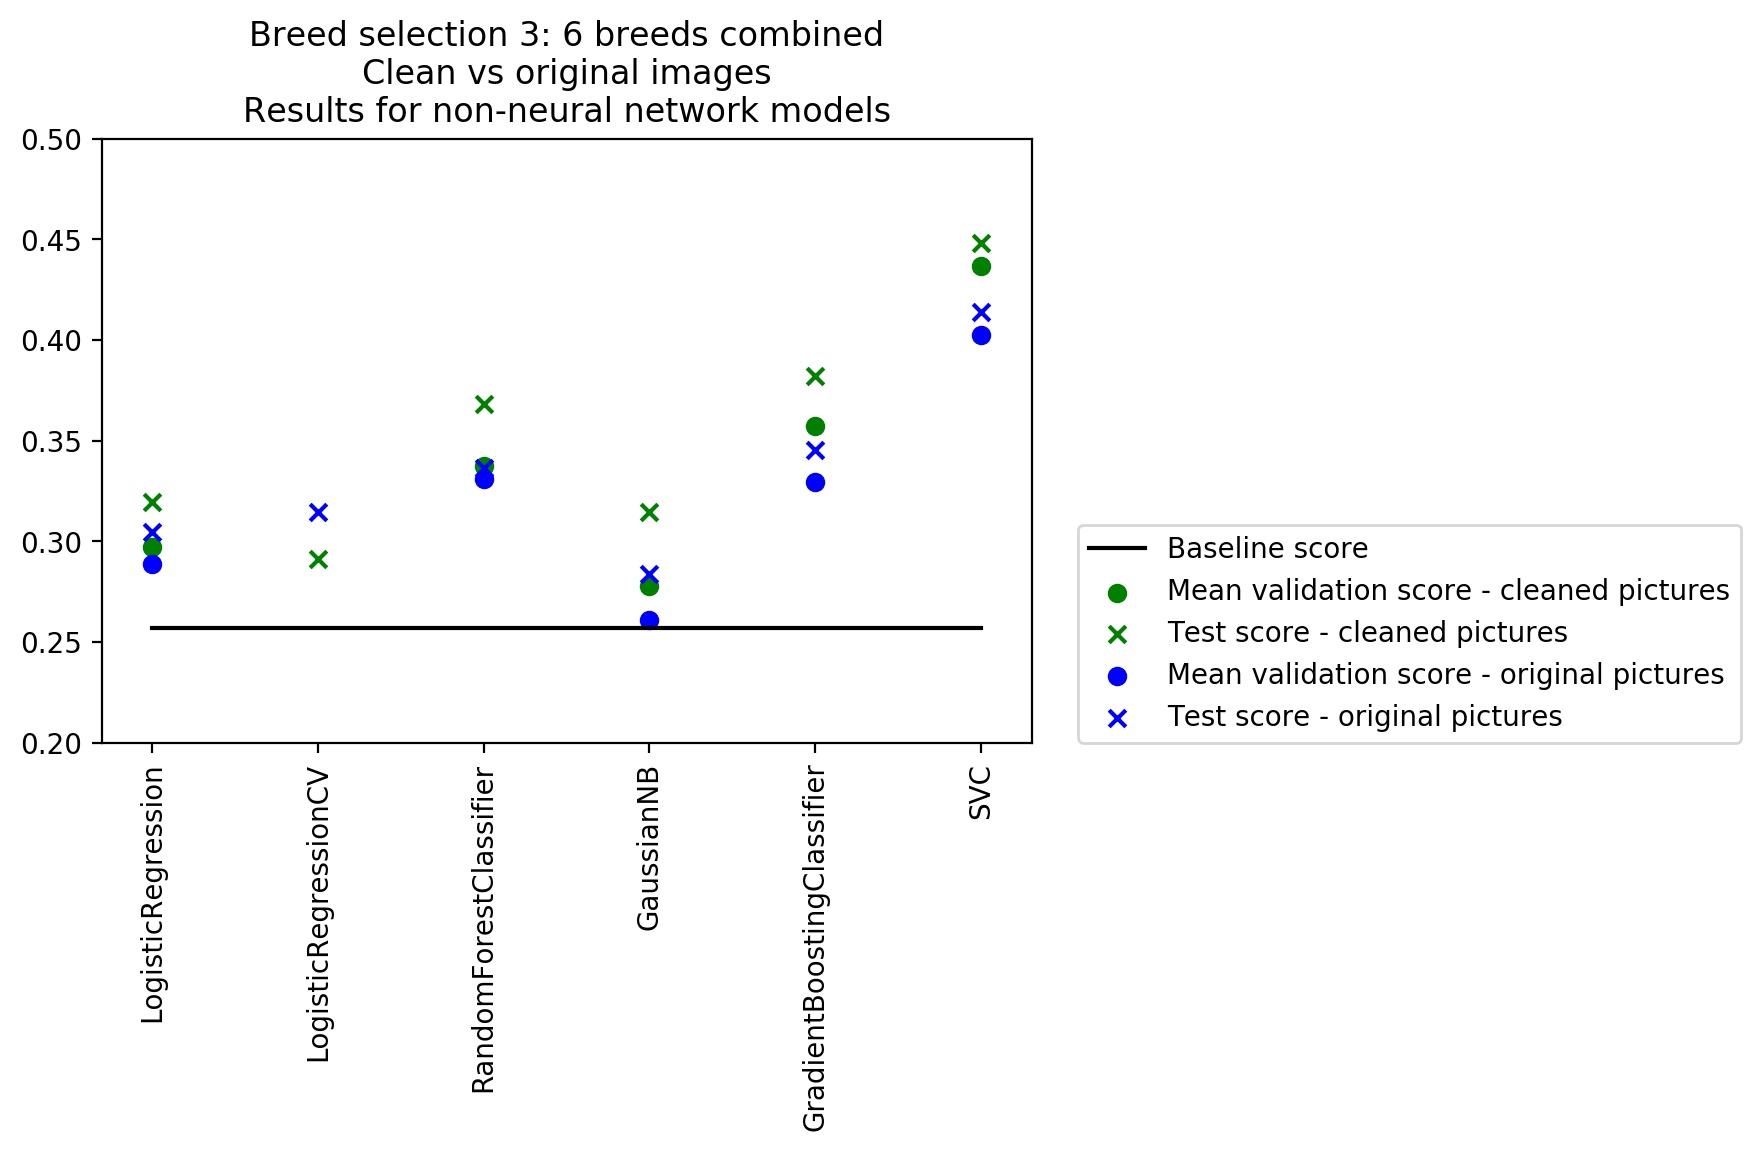 Breed selection 3: 6 breeds combined
Clean vs original images
Results for non-neural network models
0.50
0.45
0.40
0.35
0.30
0.25
0.20
LogisticRegression
LogisticRegressionCV
RandomForestClassifier
GaussianNB
GradientBoostingClassifier
SVC
Baseline score
Mean validation score - cleaned pictures
Test score - cleaned pictures
Mean validation score - original pictures
Test score - original pictures